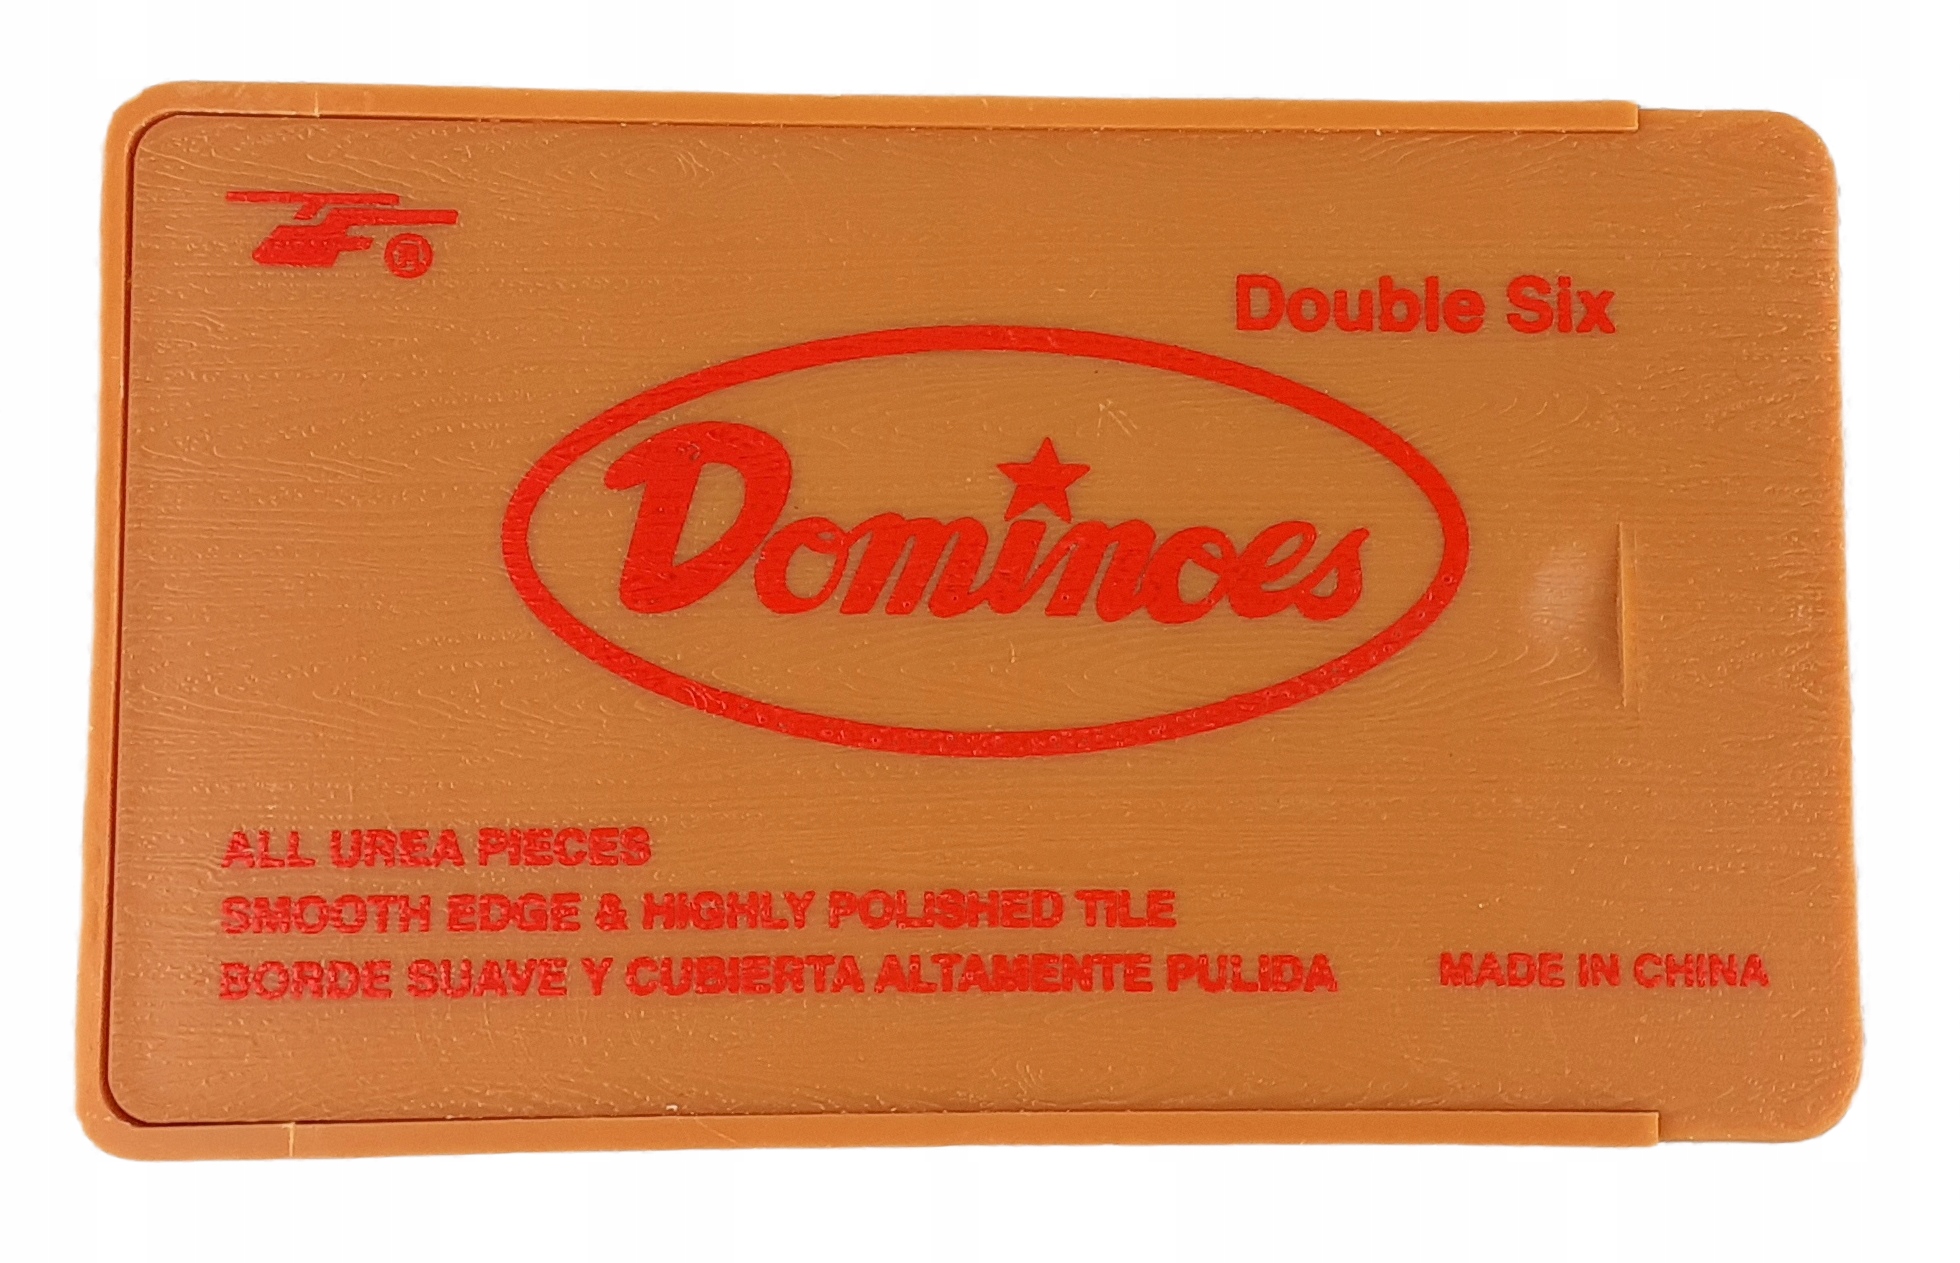 Double Six
Dominoes
ALL UREA PIECES
SMOOTH EDGE & HIGHLY POLISHED TILE
BORDE SUAVE Y CUBIERTA ALTAMENTE PULIDA
MADE IN CHINA